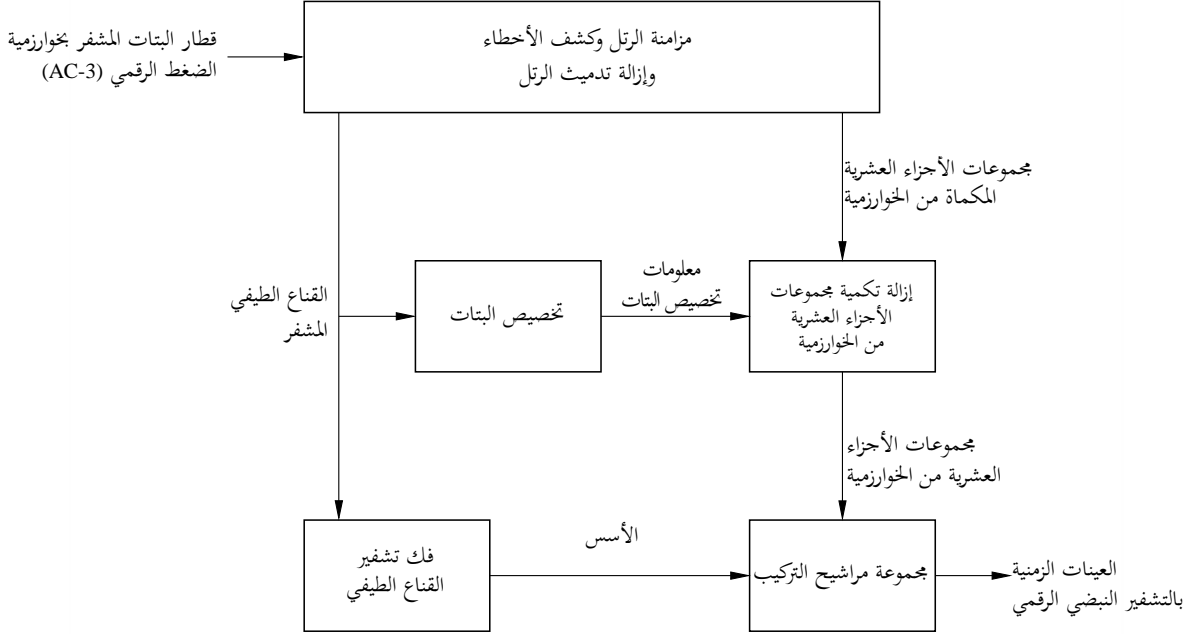 مزامنة الرتل وكشف الأخطاء
وإزالة تدميث الرتل
قطار البتات المشفر بخوارزمية
الضغط الرقمي (AC-3)
مجموعات الأجزاء العشرية
المكماة من الخوارزمية
إزالة تكمية مجموعات
الأجزاء العشرية
من الخوارزمية
معلومات
تخصيص البتات
تخصيص البتات
القناع الطيفي
المشفر
مجموعات الأجزاء
العشرية من الخوارزمية
فك تشفير
القناع الطيفي
الأسس
مجموعة مراشيح التركيب
العينات الزمنية
بالتشفير النبضي الرقمي